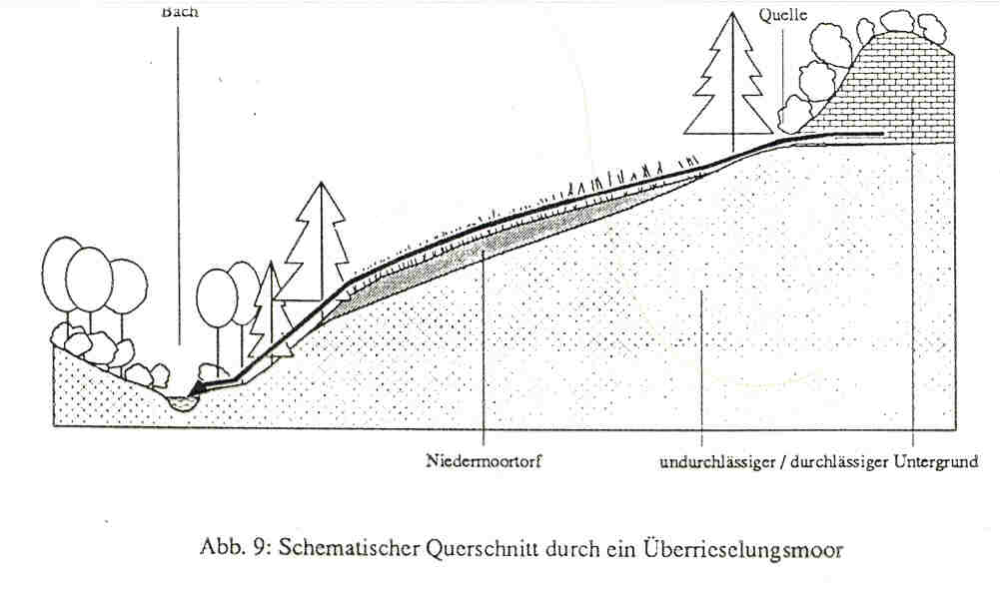 Bach
Quelle
Niedermoortorf
undurchlässiger / durchlässiger Untergrund
Abb. 9: Schematischer Querschnitt durch ein Überrieselungsmoor